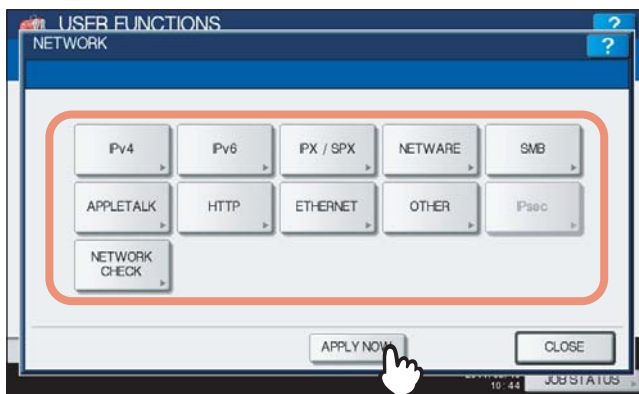 USER FUNCTIONS ?
NETWORK ?
IPv4 IPv6 IPX / SPX NETWARE SMB
APPLETALK HTTP ETHERNET OTHER IPsec
NETWORK
CHECK
APPLY NOW CLOSE
10:44 JOB STATUS